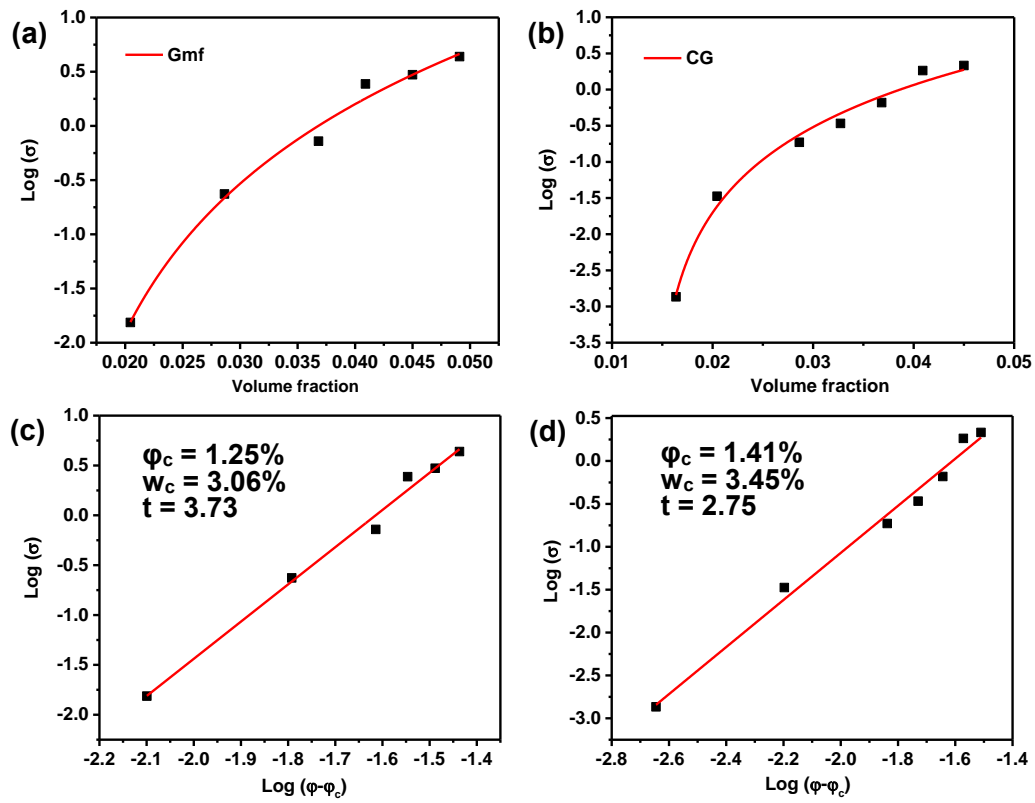 (a)
Gmf
1.0
0.5
0.0
-0.5
-1.0
-1.5
-2.0
Log (σ)
0.020 0.025 0.030 0.035 0.040 0.045 0.050
Volume fraction
(b)
CG
1.0
0.5
0.0
-0.5
-1.0
-1.5
-2.0
-2.5
-3.0
-3.5
Log (σ)
0.01 0.02 0.03 0.04 0.05
Volume fraction
(c)
φc = 1.25%
wc = 3.06%
t = 3.73
1.0
0.5
0.0
-0.5
-1.0
-1.5
-2.0
Log (σ)
-2.2 -2.1 -2.0 -1.9 -1.8 -1.7 -1.6 -1.5 -1.4
Log (φ-φc)
(d)
φc = 1.41%
wc = 3.45%
t = 2.75
0.5
0.0
-0.5
-1.0
-1.5
-2.0
-2.5
-3.0
Log (σ)
-2.8 -2.6 -2.4 -2.2 -2.0 -1.8 -1.6 -1.4
Log (φ-φc)